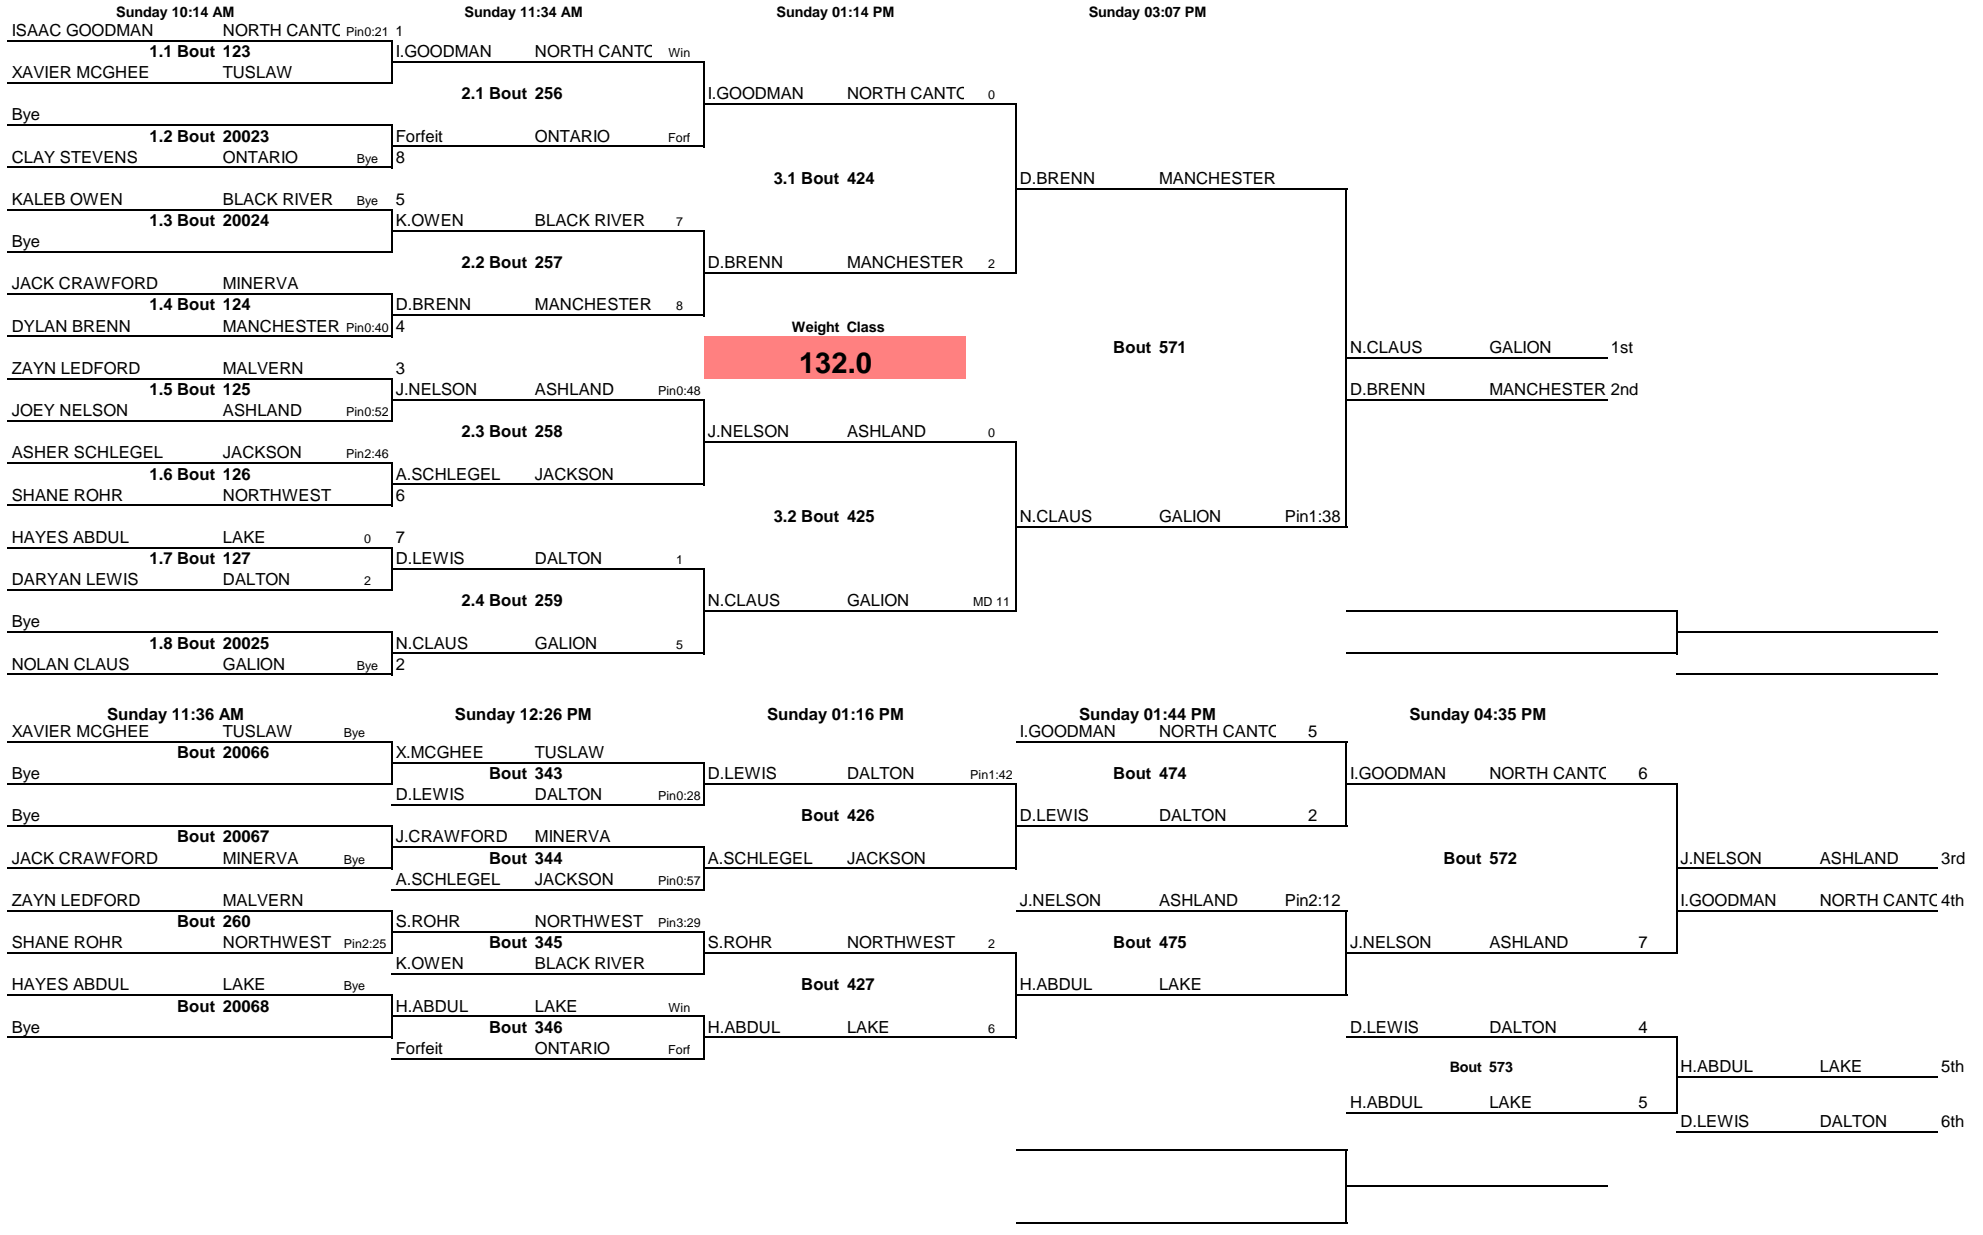 Sunday 10:14 AM Sunday 11:34 AM Sunday 01:14 PM Sunday 03:07 PM
ISAAC GOODMAN NORTH CANTC Pin0:21 1
1.1 Bout 123 I.GOODMAN NORTH CANTC Win
XAVIER MCGHEE TUSLAW
2.1 Bout 256 I.GOODMAN NORTH CANTC 0
Bye
1.2 Bout 20023 Forfeit ONTARIO Forf
CLAY STEVENS ONTARIO Bye 8
3.1 Bout 424 D.BRENN MANCHESTER
KALEB OWEN BLACK RIVER Bye 5
1.3 Bout 20024 K.OWEN BLACK RIVER 7
Bye
2.2 Bout 257 D.BRENN MANCHESTER 2
JACK CRAWFORD MINERVA
1.4 Bout 124 D.BRENN MANCHESTER 8
DYLAN BRENN MANCHESTER Pin0:40 4 Weight Class
Bout 571 N.CLAUS GALION 1st
132.0
ZAYN LEDFORD MALVERN 3
1.5 Bout 125 J.NELSON ASHLAND Pin0:48 D.BRENN MANCHESTER 2nd
JOEY NELSON ASHLAND Pin0:52
2.3 Bout 258 J.NELSON ASHLAND 0
ASHER SCHLEGEL JACKSON Pin2:46
1.6 Bout 126 A.SCHLEGEL JACKSON
SHANE ROHR NORTHWEST 6
3.2 Bout 425 N.CLAUS GALION Pin1:38
HAYES ABDUL LAKE 0 7
1.7 Bout 127 D.LEWIS DALTON 1
DARYAN LEWIS DALTON 2
2.4 Bout 259 N.CLAUS GALION MD 11
Bye
1.8 Bout 20025 N.CLAUS GALION 5
NOLAN CLAUS GALION Bye 2
Sunday 11:36 AM Sunday 12:26 PM Sunday 01:16 PM Sunday 01:44 PM Sunday 04:35 PM
XAVIER MCGHEE TUSLAW Bye I.GOODMAN NORTH CANTC 5
Bout 20066 X.MCGHEE TUSLAW
Bye Bout 343 D.LEWIS DALTON Pin1:42 Bout 474 I.GOODMAN NORTH CANTC 6
D.LEWIS DALTON Pin0:28
Bye Bout 426 D.LEWIS DALTON 2
Bout 20067 J.CRAWFORD MINERVA
JACK CRAWFORD MINERVA Bye Bout 344 A.SCHLEGEL JACKSON Bout 572 J.NELSON ASHLAND 3rd
A.SCHLEGEL JACKSON Pin0:57
ZAYN LEDFORD MALVERN J.NELSON ASHLAND Pin2:12 I.GOODMAN NORTH CANTC 4th
Bout 260 S.ROHR NORTHWEST Pin3:29
SHANE ROHR NORTHWEST Pin2:25 Bout 345 S.ROHR NORTHWEST 2 Bout 475 J.NELSON ASHLAND 7
K.OWEN BLACK RIVER
HAYES ABDUL LAKE Bye Bout 427 H.ABDUL LAKE
Bout 20068 H.ABDUL LAKE Win
Bye Bout 346 H.ABDUL LAKE 6 D.LEWIS DALTON 4
Forfeit ONTARIO Forf
Bout 573 H.ABDUL LAKE 5th
H.ABDUL LAKE 5
D.LEWIS DALTON 6th